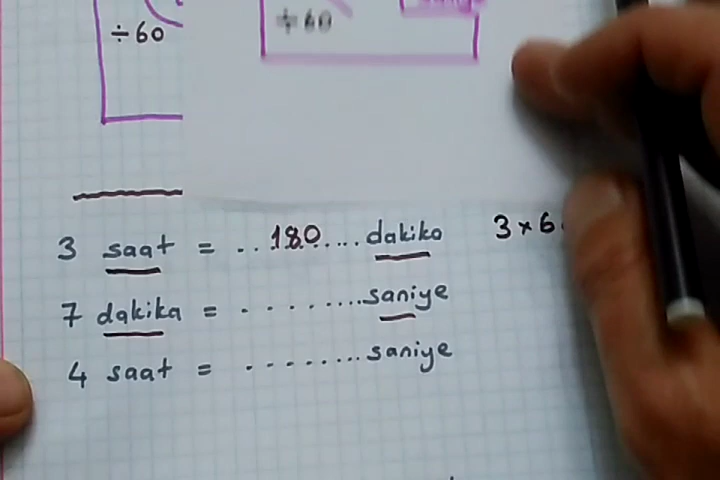 ÷60
÷60
3 saat = ..180.... dakika 3×6
7 dakika = ........saniye
4 saat = ........saniye